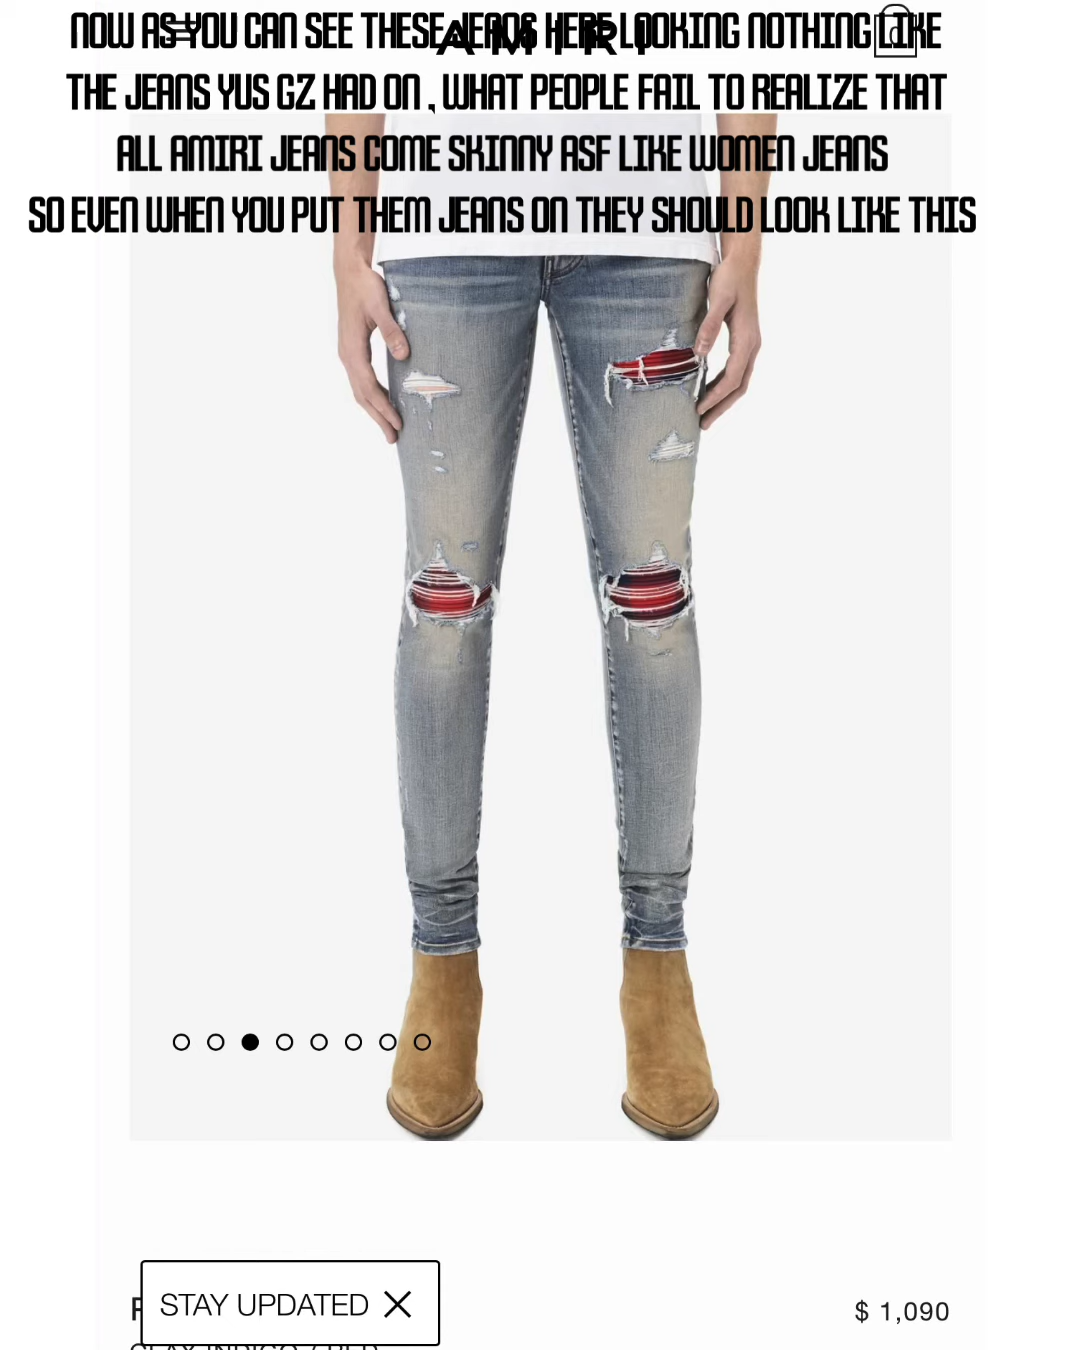 NOW AS YOU CAN SEE THESE JEANS HERE LOOKING NOTHING LIKE
AMIRI
THE JEANS YUS GZ HAD ON , WHAT PEOPLE FAIL TO REALIZE THAT
ALL AMIRI JEANS COME SKINNY ASF LIKE WOMEN JEANS
SO EVEN WHEN YOU PUT THEM JEANS ON THEY SHOULD LOOK LIKE THIS
STAY UPDATED
$ 1,090